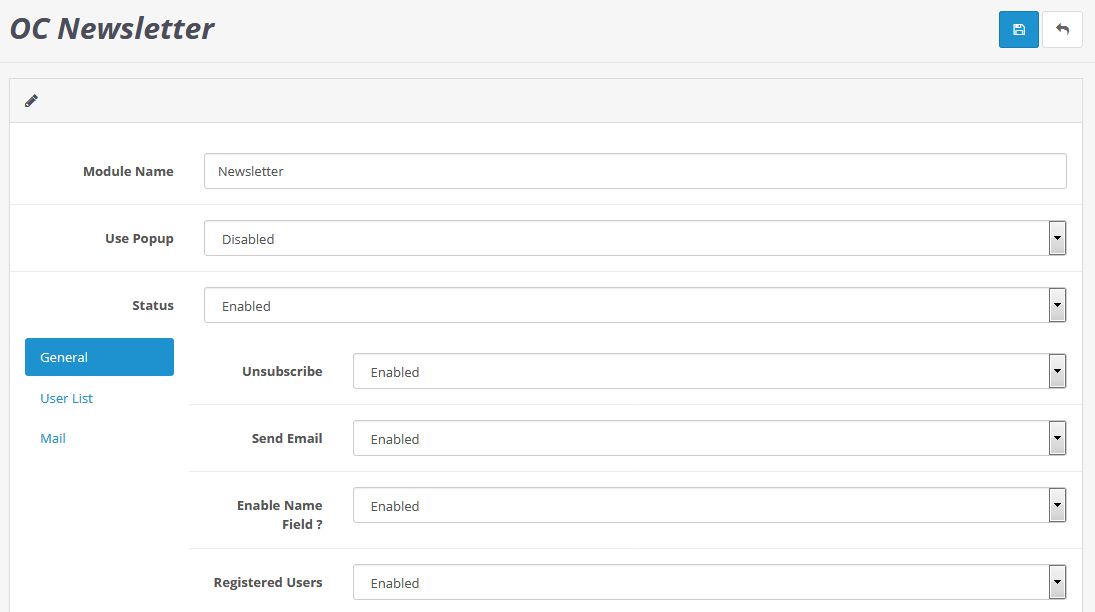 OC Newsletter
Module Name
Newsletter
Use Popup
Disabled
Status
Enabled
General
User List
Mail
Unsubscribe
Enabled
Send Email
Enabled
Enable Name
Field ?
Enabled
Registered Users
Enabled